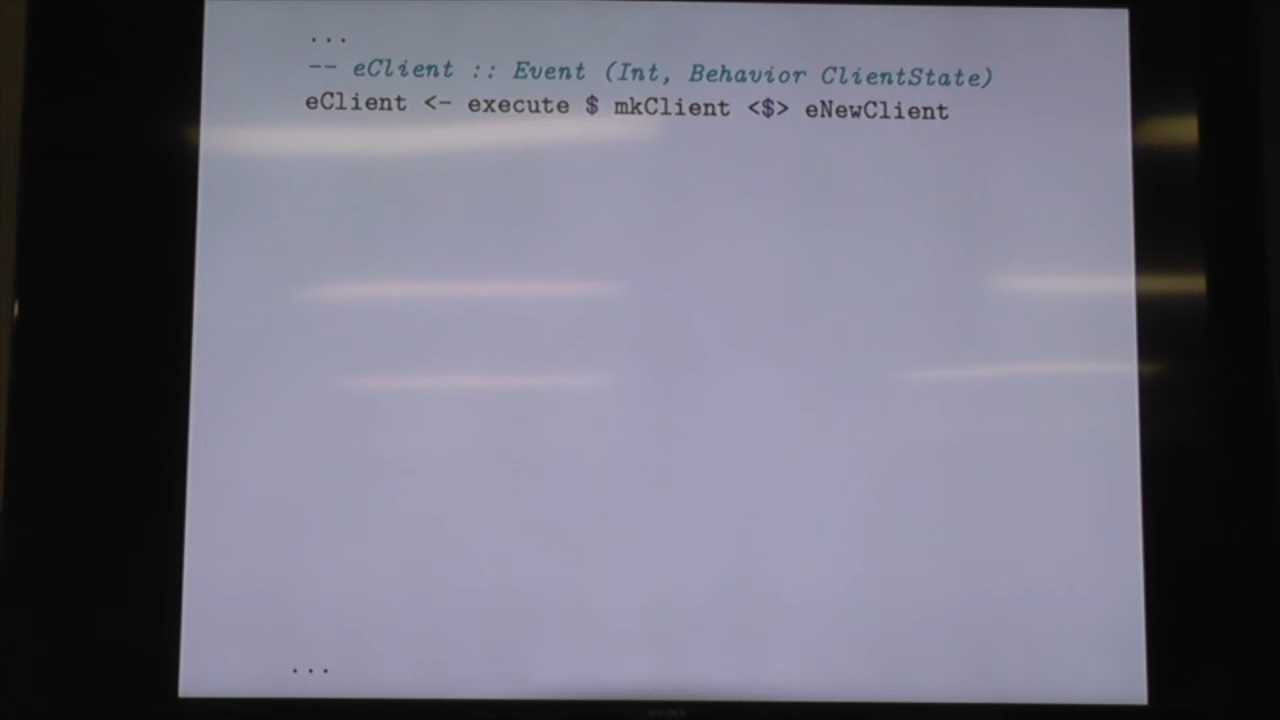 ...
-- eClient :: Event (Int, Behavior ClientState)
eClient <- execute $ mkClient <$> eNewClient
...